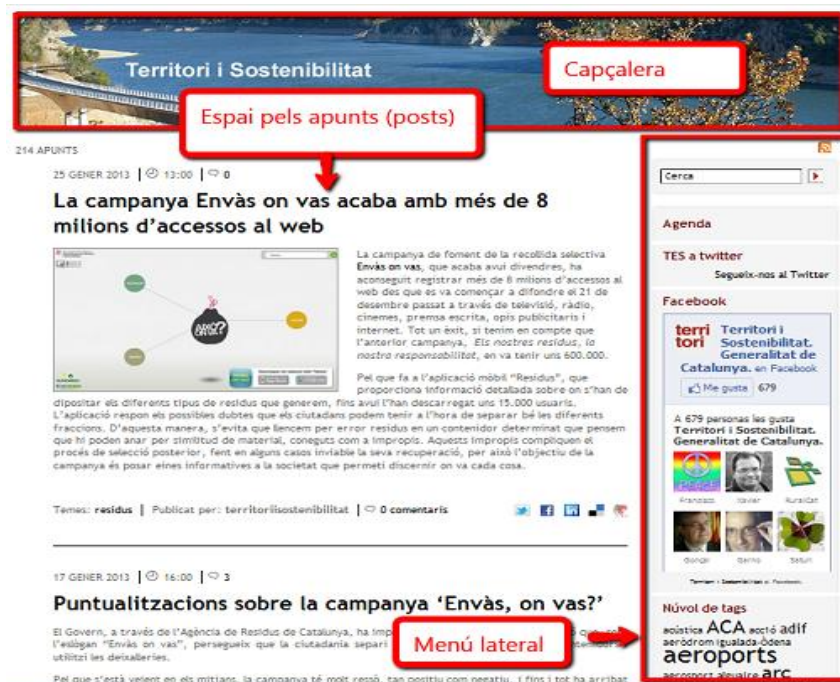 Territori i Sostenibilitat
Capçalera
Espai pels apunts (posts)
214 APUNTS
25 GENER 2013 | 13:00 | 0
La campanya Envàs on vas acaba amb més de 8
milions d'accessos al web
La campanya de foment de la recollida selectiva
Envàs on vas, que acaba avui divendres, ha
aconseguit registrar més de 8 milions d'accessos al
web des que es va començar a difondre el 21 de
desembre passat a través de televisió, ràdio,
cinemes, premsa escrita, opis publicitaris i
internet. Tot un èxit, si tenim en compte que
l'anterior campanya, Els nostres residus, la
nostra responsabilitat, en va tenir uns 600.000.
Pel que fa a l'aplicació mòbil "Residus", que
proporciona informació detallada sobre on s'han de
dipositar els diferents tipus de residus que generem, fins avui l'han descarregat uns 15.000 usuaris.
L'aplicació respon els possibles dubtes que els ciutadans podem tenir a l'hora de separar bé les diferents
fraccions. D'aquesta manera, s'evita que llencem per error residus en un contenidor determinat que pensem
que hi poden anar per similitud de material, coneguts com a impropis. Aquests impropis compliquen el
procés de selecció posterior, fent en alguns casos inviable la seva recuperació, per això l'objectiu de la
campanya és posar eines informatives a la societat que permeti discernir on va cada cosa.
Temes: residus | Publicat per: territoriisostenibilitat | 0 comentaris
17 GENER 2013 | 16:00 | 3
Puntualitzacions sobre la campanya 'Envàs, on vas?'
El Govern, a través de l'Agència de Residus de Catalunya, ha
l'eslògan "Envàs on vas", persegueix que la ciutadania separi
utilitzi les deixalleries.
Pel que s'està veient en els mitjans, la campanya té molt ressò, tan positiu com negatiu, i fins i tot ha arribat
Menú lateral
Cerca
Agenda
TES a twitter
Segueix-nos al Twitter
Facebook
terri
tori
Territori i
Sostenibilitat.
Generalitat de
Catalunya. en Facebook
Me gusta 679
A 679 personas les gusta
Territori i Sostenibilitat.
Generalitat de Catalunya.
Francisco Xavier RuralCat
Núvol de tags
acústica ACA acció adif
aeròdrom igualada-òdena
aeroports
aerosport alevaire arc